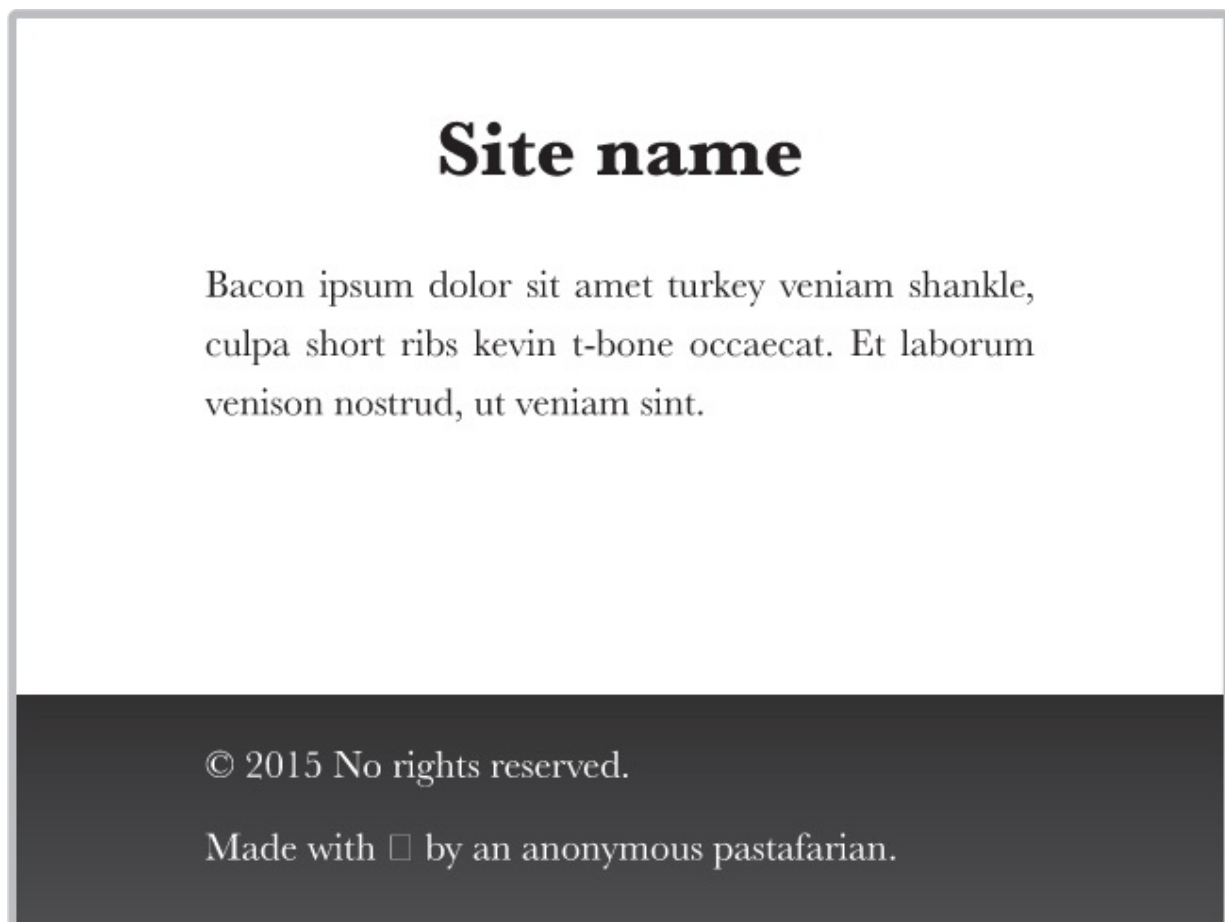 Site name
Bacon ipsum dolor sit amet turkey veniam shankle,
culpa short ribs kevin t-bone occaecat. Et laborum
venison nostrud, ut veniam sint.
© 2015 No rights reserved.
Made with □ by an anonymous pastafarian.